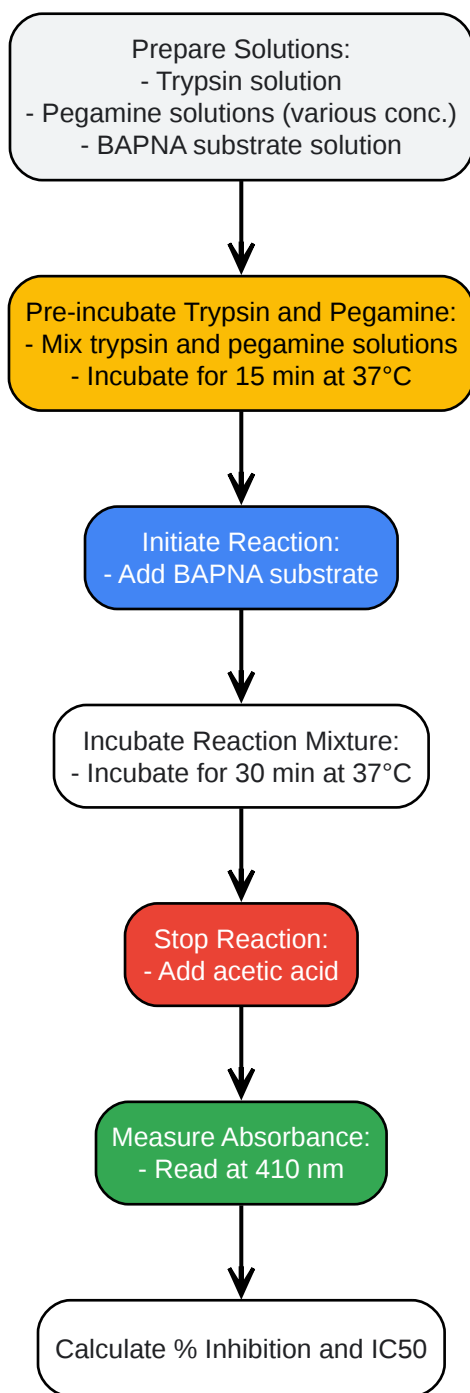 Prepare Solutions:
- Trypsin solution
- Pegamine solutions (various conc.)
- BAPNA substrate solution
Pre-incubate Trypsin and Pegamine:
- Mix trypsin and pegamine solutions
- Incubate for 15 min at 37°C
Initiate Reaction:
- Add BAPNA substrate
Incubate Reaction Mixture:
- Incubate for 30 min at 37°C
Stop Reaction:
- Add acetic acid
Measure Absorbance:
- Read at 410 nm
Calculate % Inhibition and IC50